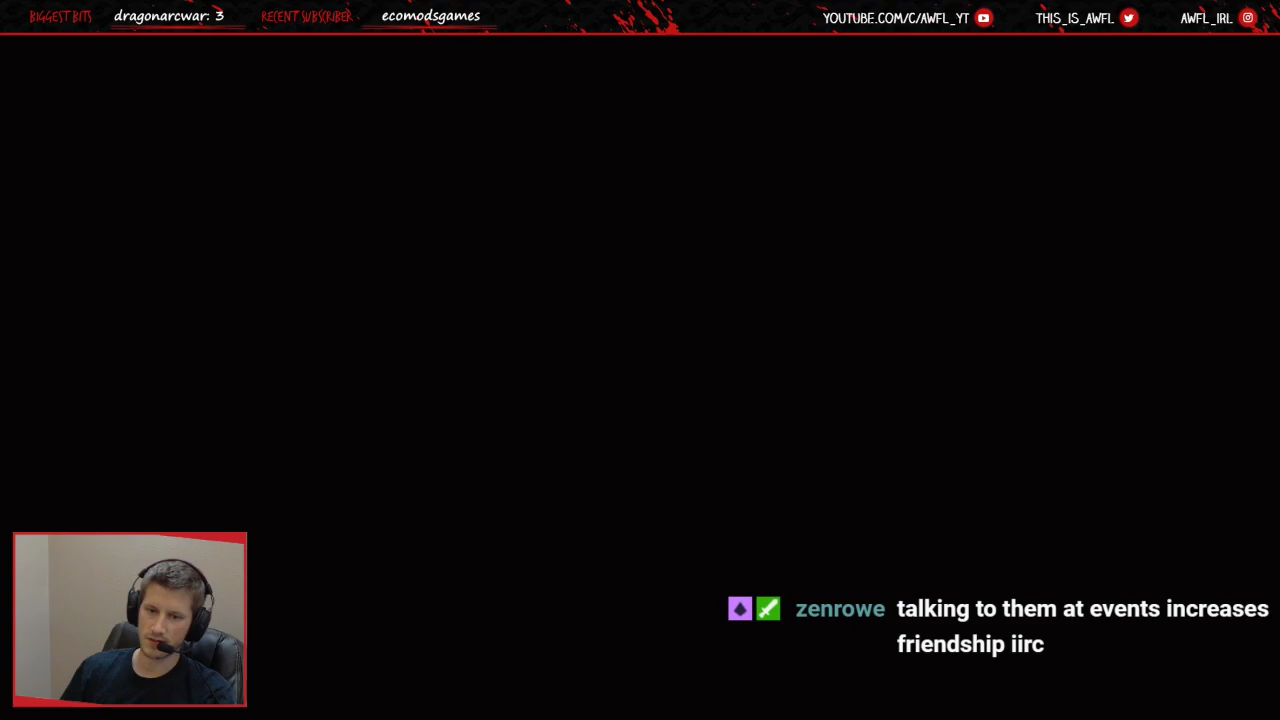 BIGGEST BITS dragonarcwar: 3 RECENT SUBSCRIBER ecomodsgames YOUTUBE.COM/C/AWFL_YT THIS_IS_AWFL AWFL_IRL
zenrowe talking to them at events increases
friendship iirc